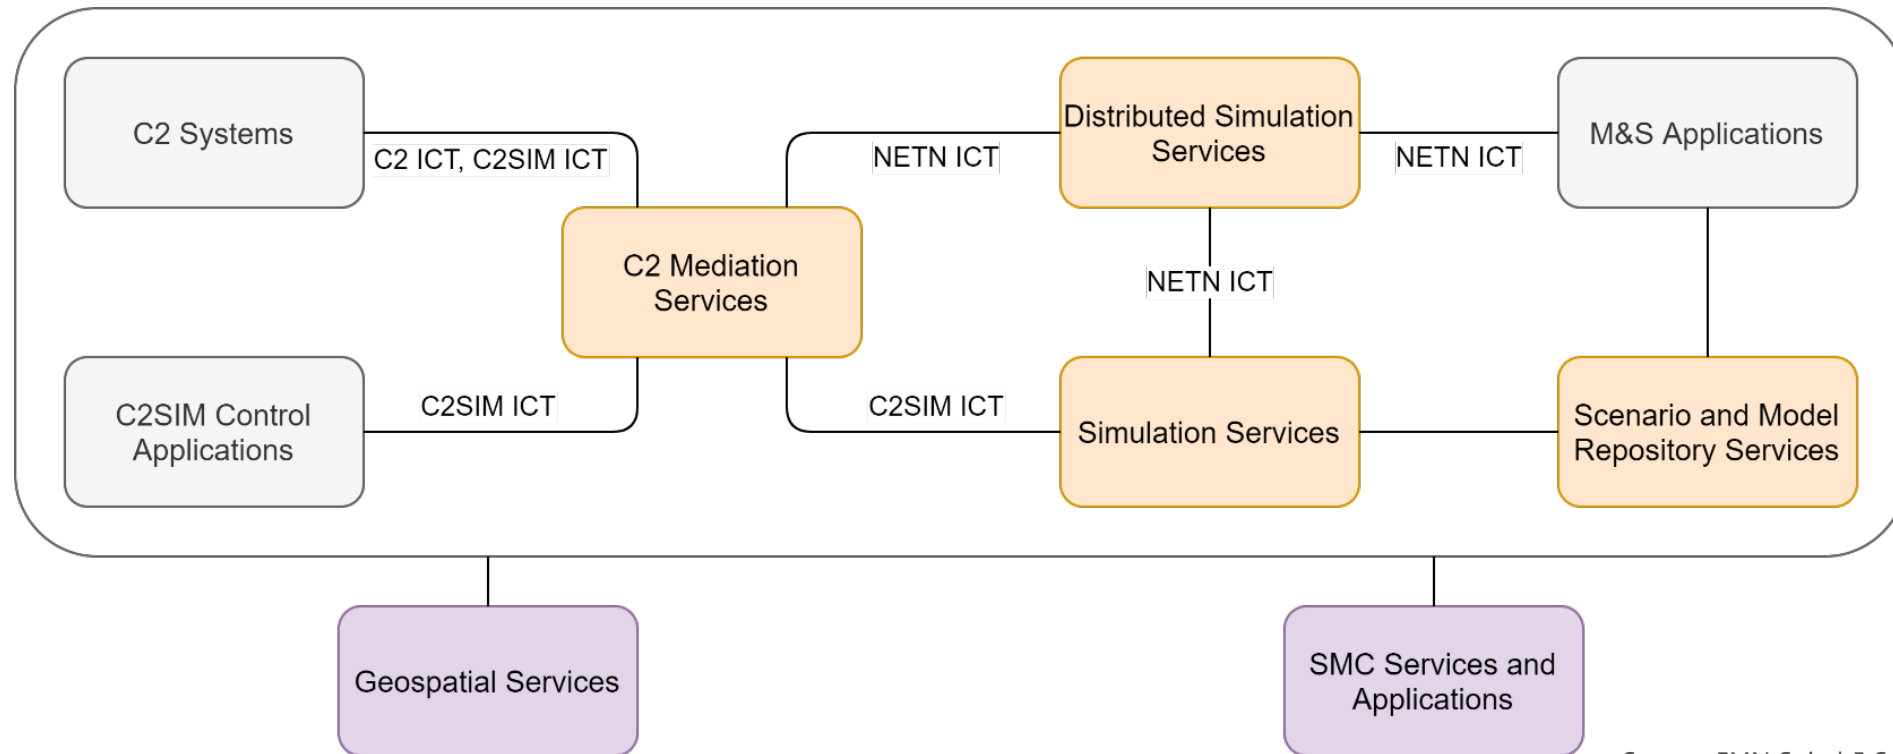 C2 Systems
C2 ICT, C2SIM ICT
NETN ICT
Distributed Simulation
Services
NETN ICT
M&S Applications
C2 Mediation
Services
NETN ICT
C2SIM Control
Applications
C2SIM ICT
C2SIM ICT
Simulation Services
Scenario and Model
Repository Services
Geospatial Services
SMC Services and
Applications